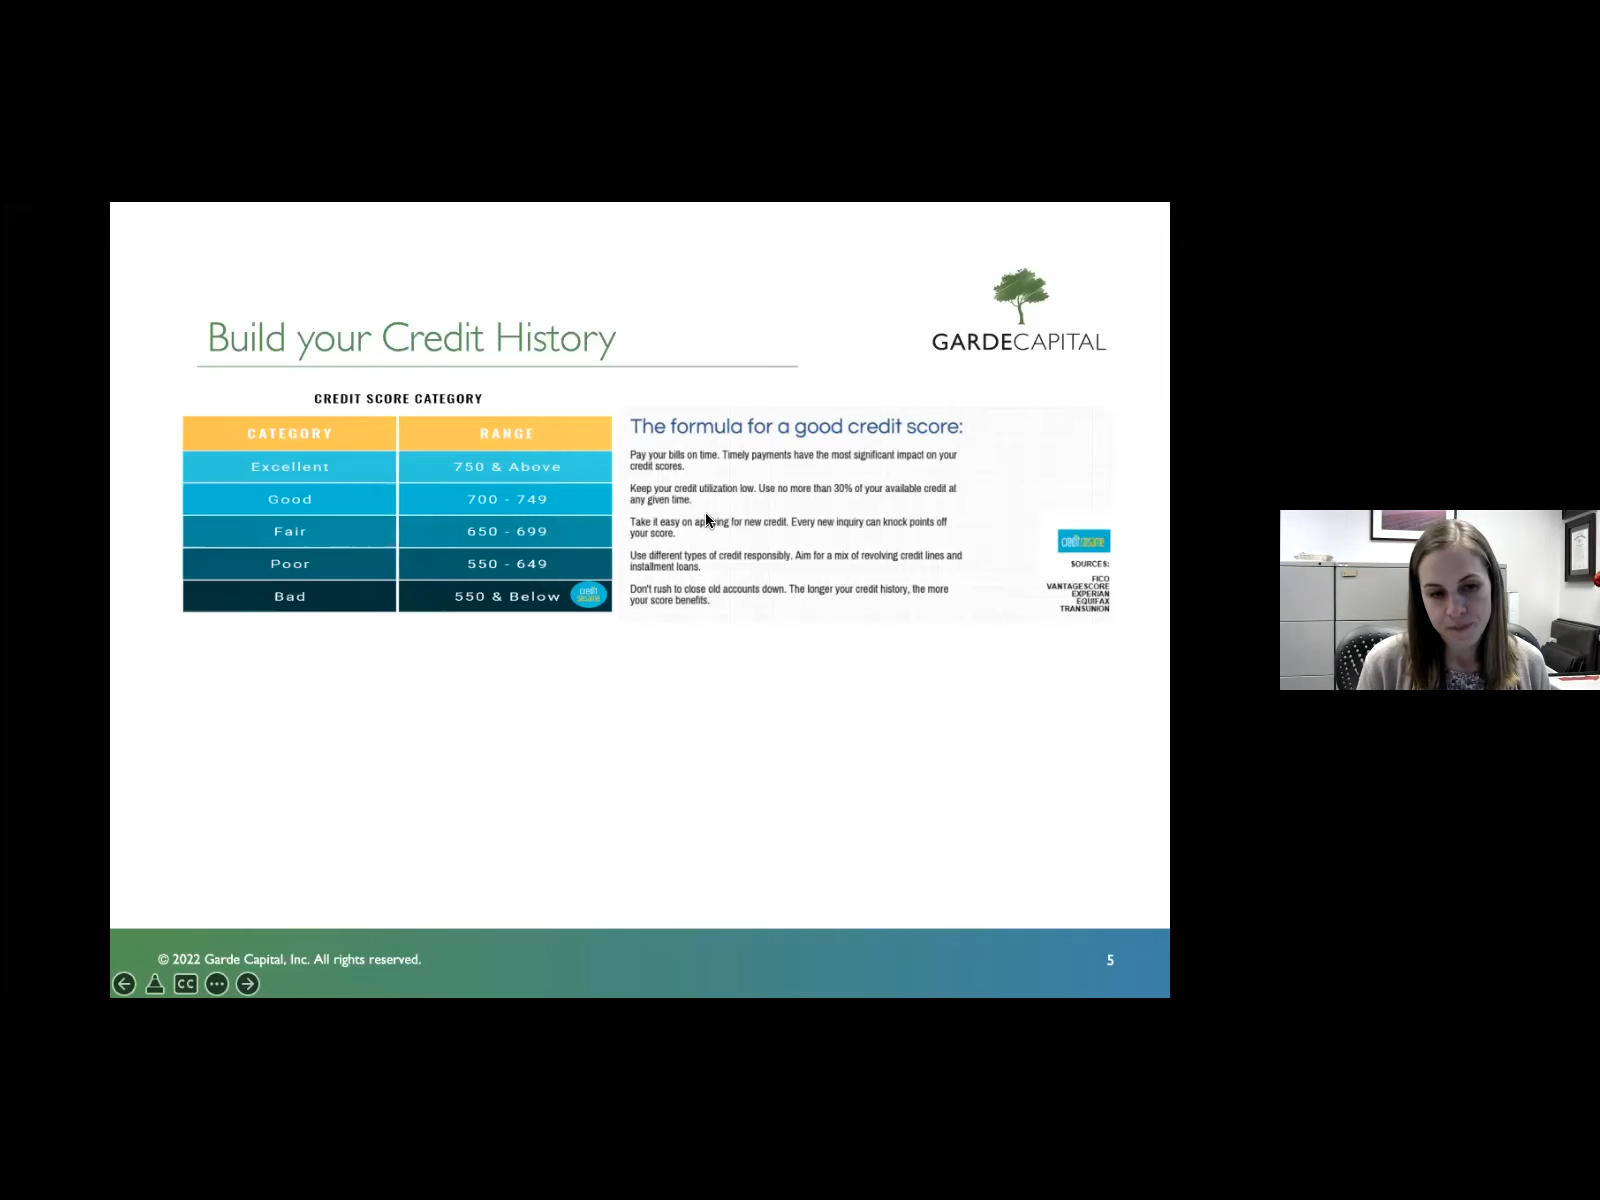 GARDECAPITAL
Build your Credit History
CREDIT SCORE CATEGORY
CATEGORY RANGE
Excellent 750 & Above
Good 700 - 749
Fair 650 - 699
Poor 550 - 649
Bad 550 & Below
credit
sesame
The formula for a good credit score:
Pay your bills on time. Timely payments have the most significant impact on your
credit scores.
Keep your credit utilization low. Use no more than 30% of your available credit at
any given time.
Take it easy on for new credit. Every new inquiry can knock points off
your score.
Use different types of credit responsibly. Aim for a mix of revolving credit lines and
installment loans.
Don't rush to close old accounts down. The longer your credit history, the more
your score benefits.
credit sesame
SOURCES:
FICO
VANTAGESCORE
EXPERIAN
EQUIFAX
TRANSUNION
© 2022 Garde Capital, Inc. All rights reserved.
5
CC